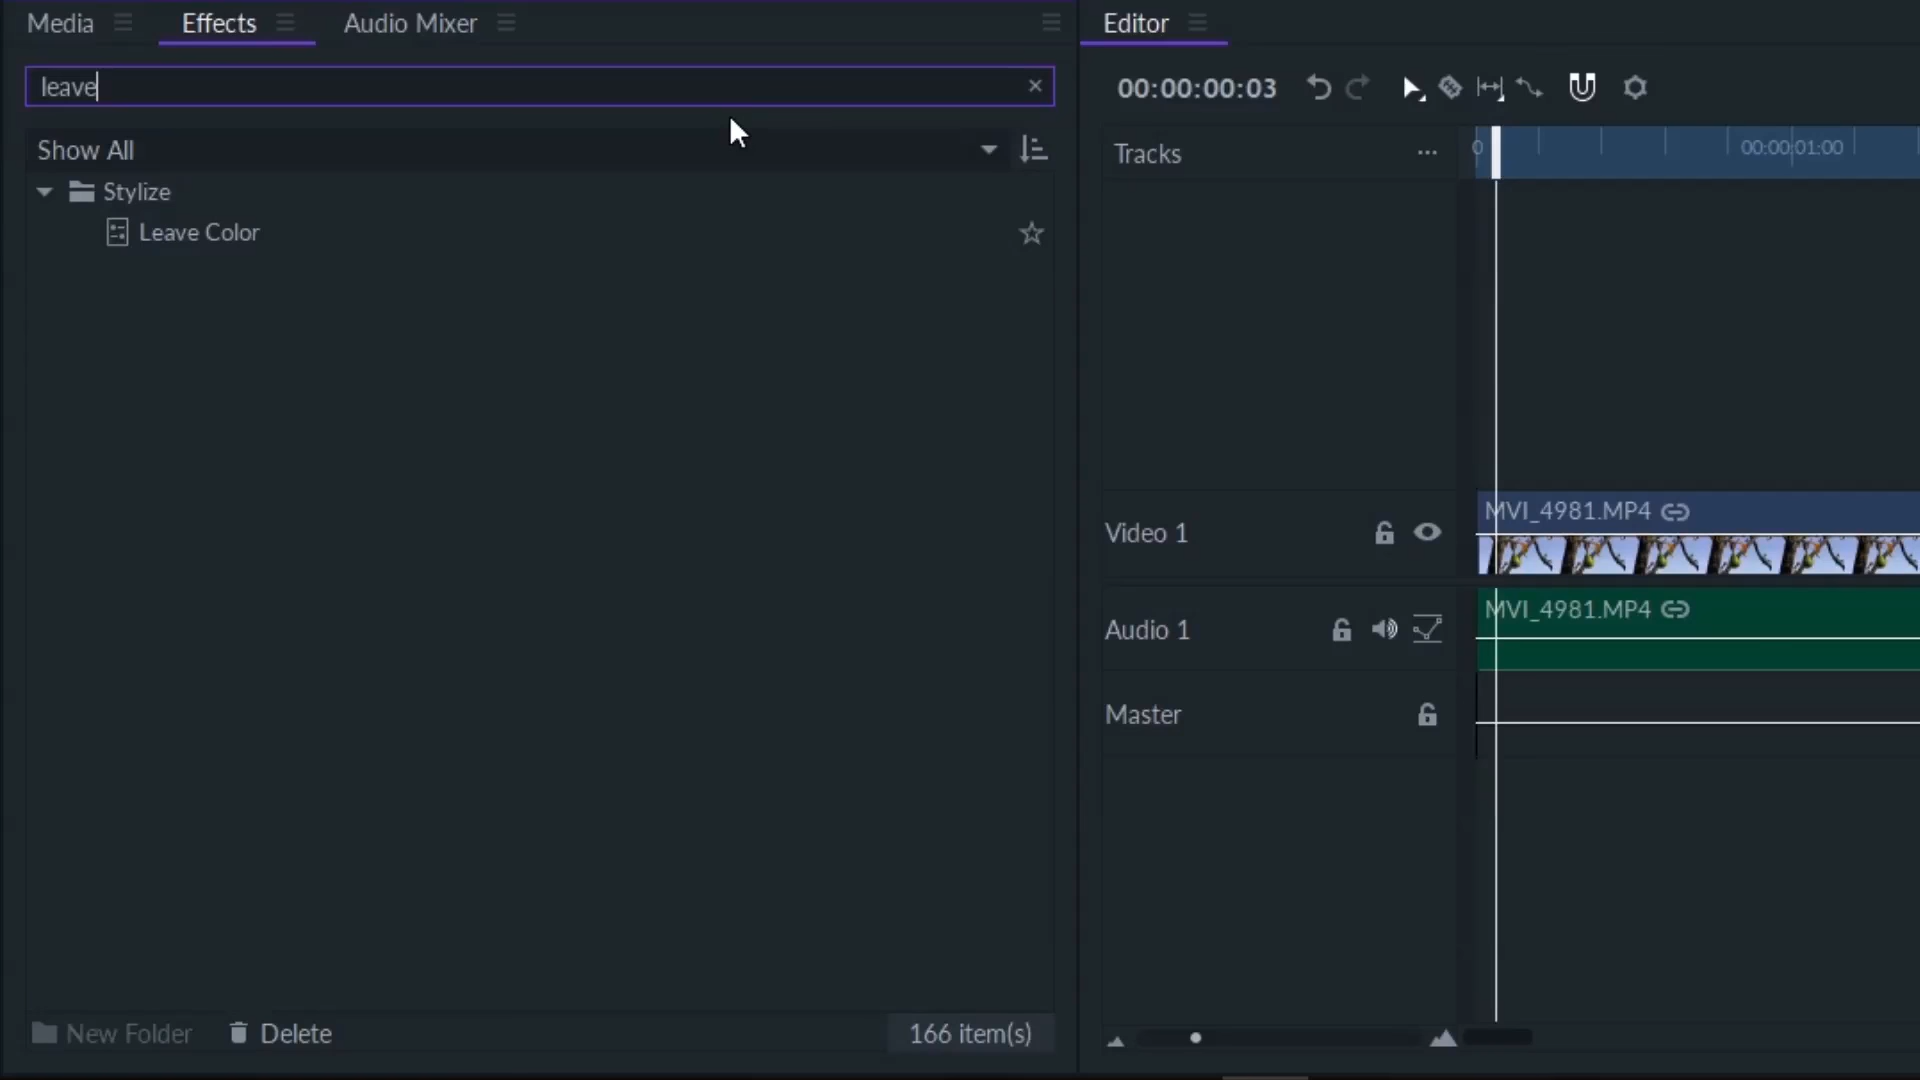 Media
Effects
Audio Mixer
leave
Show All
Stylize
Leave Color
New Folder
Delete
166 item(s)
Editor
00:00:00:03
Tracks
0
00:00:01:00
Video 1
MVI_4981.MP4
Audio 1
MVI_4981.MP4
Master